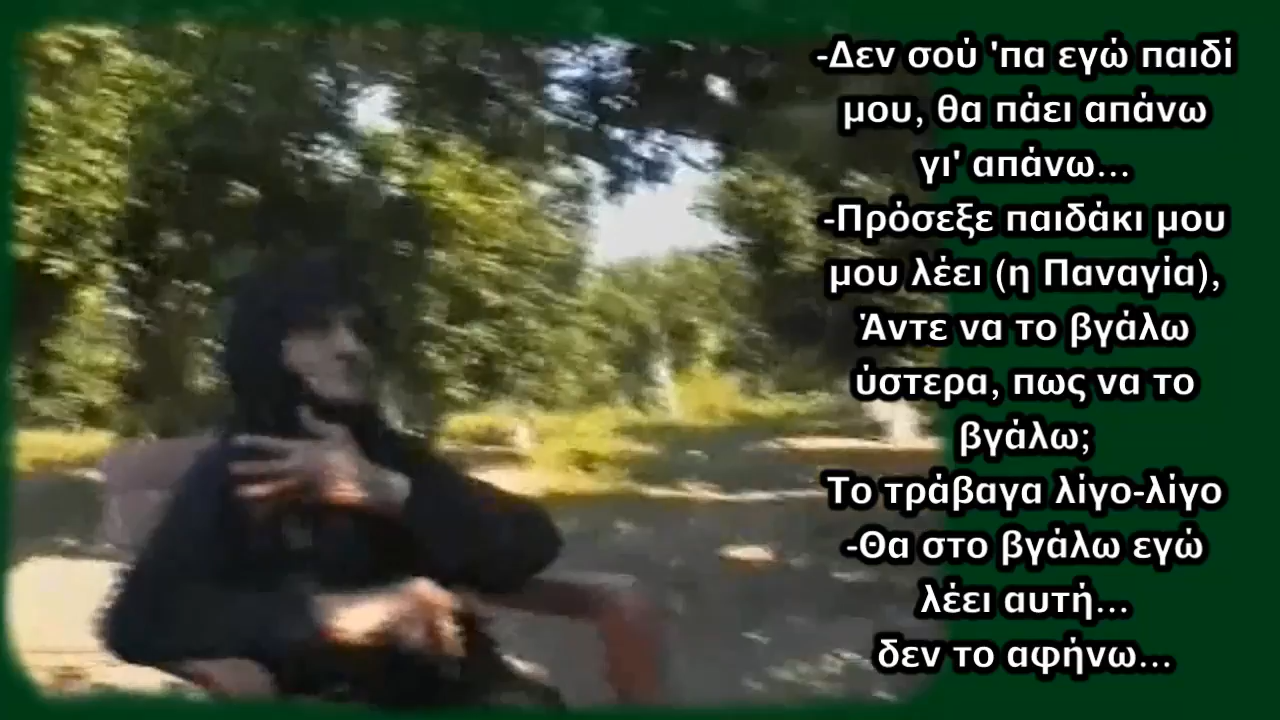 -Δεν σού 'πα εγώ παιδί
μου, θα πάει απάνω
γι' απάνω...
-Πρόσεξε παιδάκι μου
μου λέει (η Παναγία),
Άντε να το βγάλω
ύστερα, πως να το
βγάλω;
Το τράβαγα λίγο-λίγο
-Θα στο βγάλω εγώ
λέει αυτή...
δεν το αφήνω...